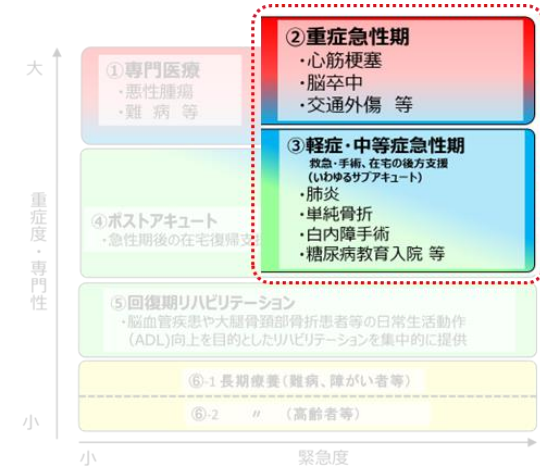 大
重症度・専門性
小
①専門医療
・悪性腫瘍
・難 病 等
②重症急性期
・心筋梗塞
・脳卒中
・交通外傷 等
③軽症・中等症急性期
救急・手術、在宅の後方支援
(いわゆるサブアキュート)
・肺炎
・単純骨折
・白内障手術
・糖尿病教育入院 等
④ポストアキュート
・急性期後の在宅復帰支
⑤回復期リハビリテーション
・脳血管疾患や大腿骨頸部骨折患者等の日常生活動作
(ADL)向上を目的としたリハビリテーションを集中的に提供
⑥-1 長期療養(難病、障がい者等)
⑥-2 〃 (高齢者等)
小
緊急度